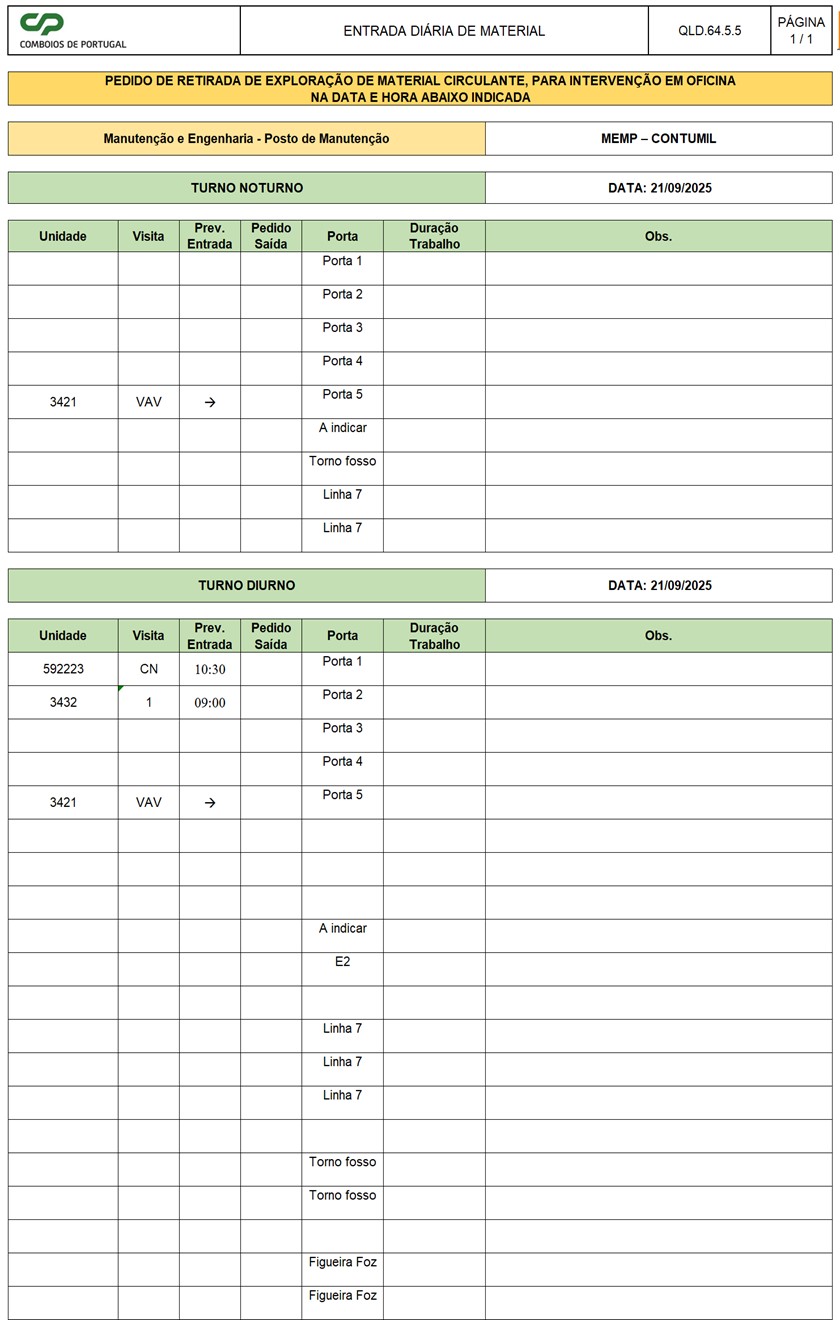 CP
COMBOIOS DE PORTUGAL
ENTRADA DIÁRIA DE MATERIAL
QLD.64.5.5
PÁGINA
1 / 1
PEDIDO DE RETIRADA DE EXPLORAÇÃO DE MATERIAL CIRCULANTE, PARA INTERVENÇÃO EM OFICINA
NA DATA E HORA ABAIXO INDICADA
Manutenção e Engenharia - Posto de Manutenção
MEMP – CONTUMIL
TURNO NOTURNO
DATA: 21/09/2025
Unidade Visita Prev. Entrada Pedido Saída Porta Duração Trabalho Obs.
Porta 1
Porta 2
Porta 3
Porta 4
3421 VAV → Porta 5
A indicar
Torno fosso
Linha 7
Linha 7
TURNO DIURNO
DATA: 21/09/2025
Unidade Visita Prev. Entrada Pedido Saída Porta Duração Trabalho Obs.
592223 CN 10:30 Porta 1
3432 1 09:00 Porta 2
Porta 3
Porta 4
3421 VAV → Porta 5
A indicar
E2
Linha 7
Linha 7
Linha 7
Torno fosso
Torno fosso
Figueira Foz
Figueira Foz